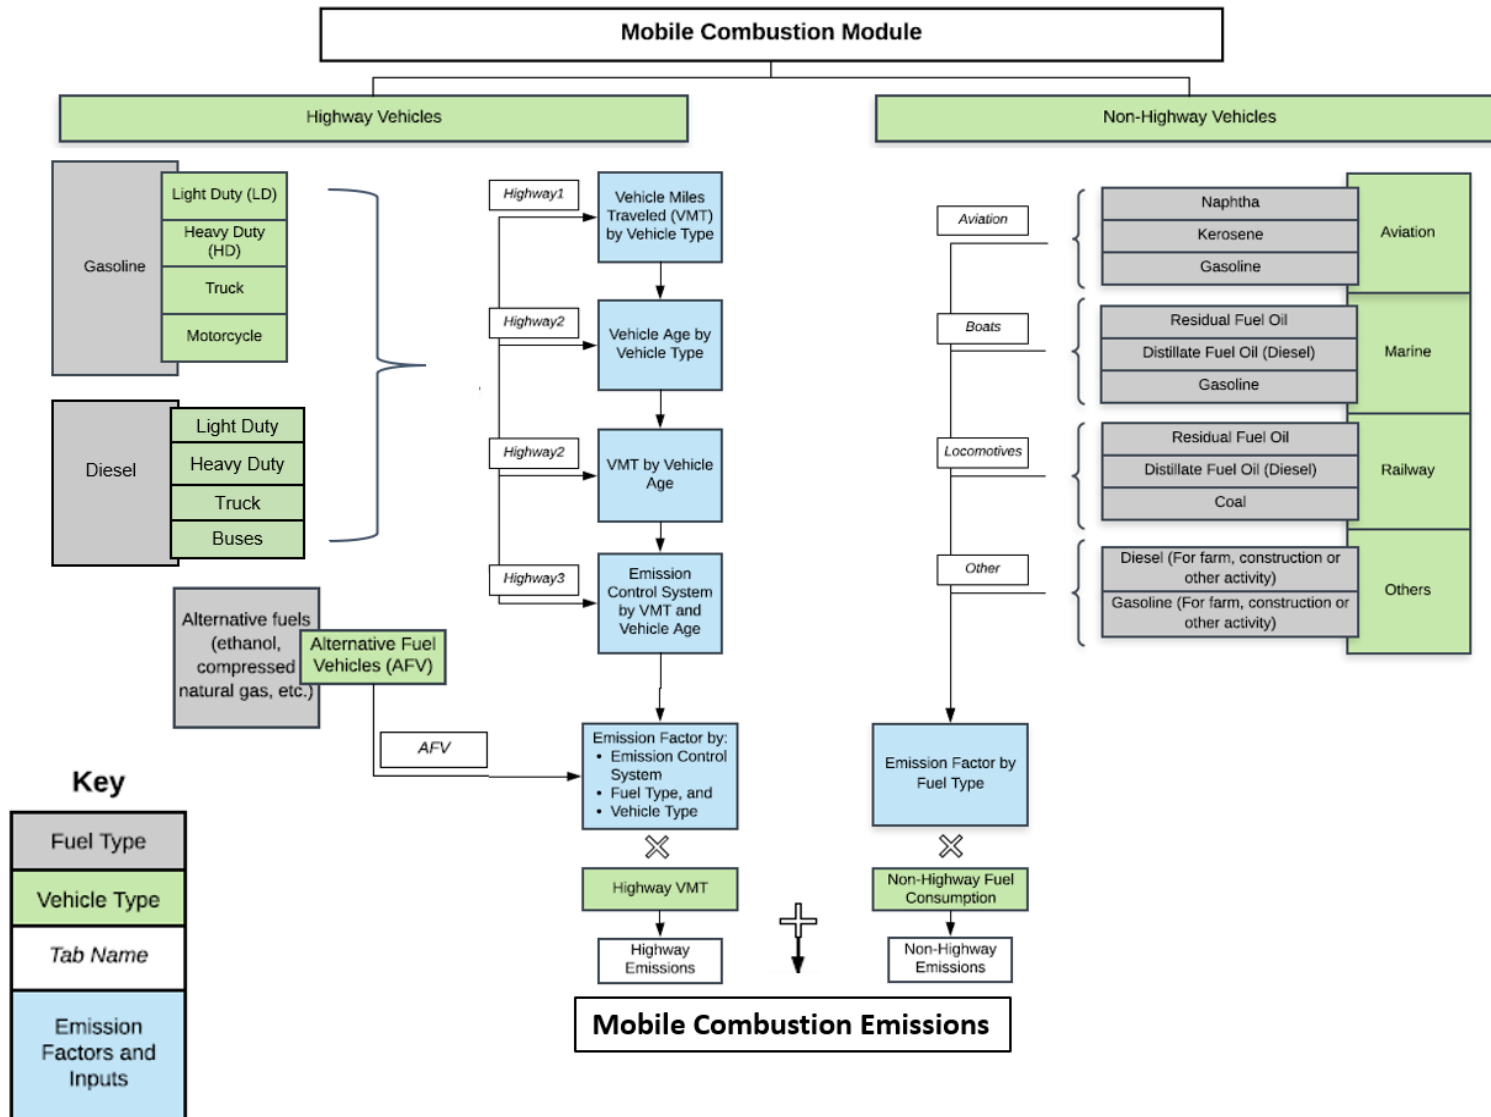 Mobile Combustion Module
Highway Vehicles
Non-Highway Vehicles
Gasoline
Light Duty (LD)
Heavy Duty
(HD)
Truck
Motorcycle
Diesel
Light Duty
Heavy Duty
Truck
Buses
Alternative fuels
(ethanol,
compressed
natural gas, etc.)
Alternative Fuel
Vehicles (AFV)
AFV
Highway1
Vehicle Miles
Traveled (VMT)
by Vehicle Type
Highway2
Vehicle Age by
Vehicle Type
Highway2
VMT by Vehicle
Age
Highway3
Emission
Control System
by VMT and
Vehicle Age
Emission Factor by:
• Emission Control
System
• Fuel Type, and
• Vehicle Type
Highway VMT
Highway
Emissions
Aviation
Naphtha
Kerosene
Gasoline
Aviation
Boats
Residual Fuel Oil
Distillate Fuel Oil (Diesel)
Gasoline
Marine
Locomotives
Residual Fuel Oil
Distillate Fuel Oil (Diesel)
Coal
Railway
Other
Diesel (For farm, construction or
other activity)
Gasoline (For farm, construction or
other activity)
Others
Emission Factor by
Fuel Type
Non-Highway Fuel
Consumption
Non-Highway
Emissions
Mobile Combustion Emissions
Key
Fuel Type
Vehicle Type
Tab Name
Emission
Factors and
Inputs